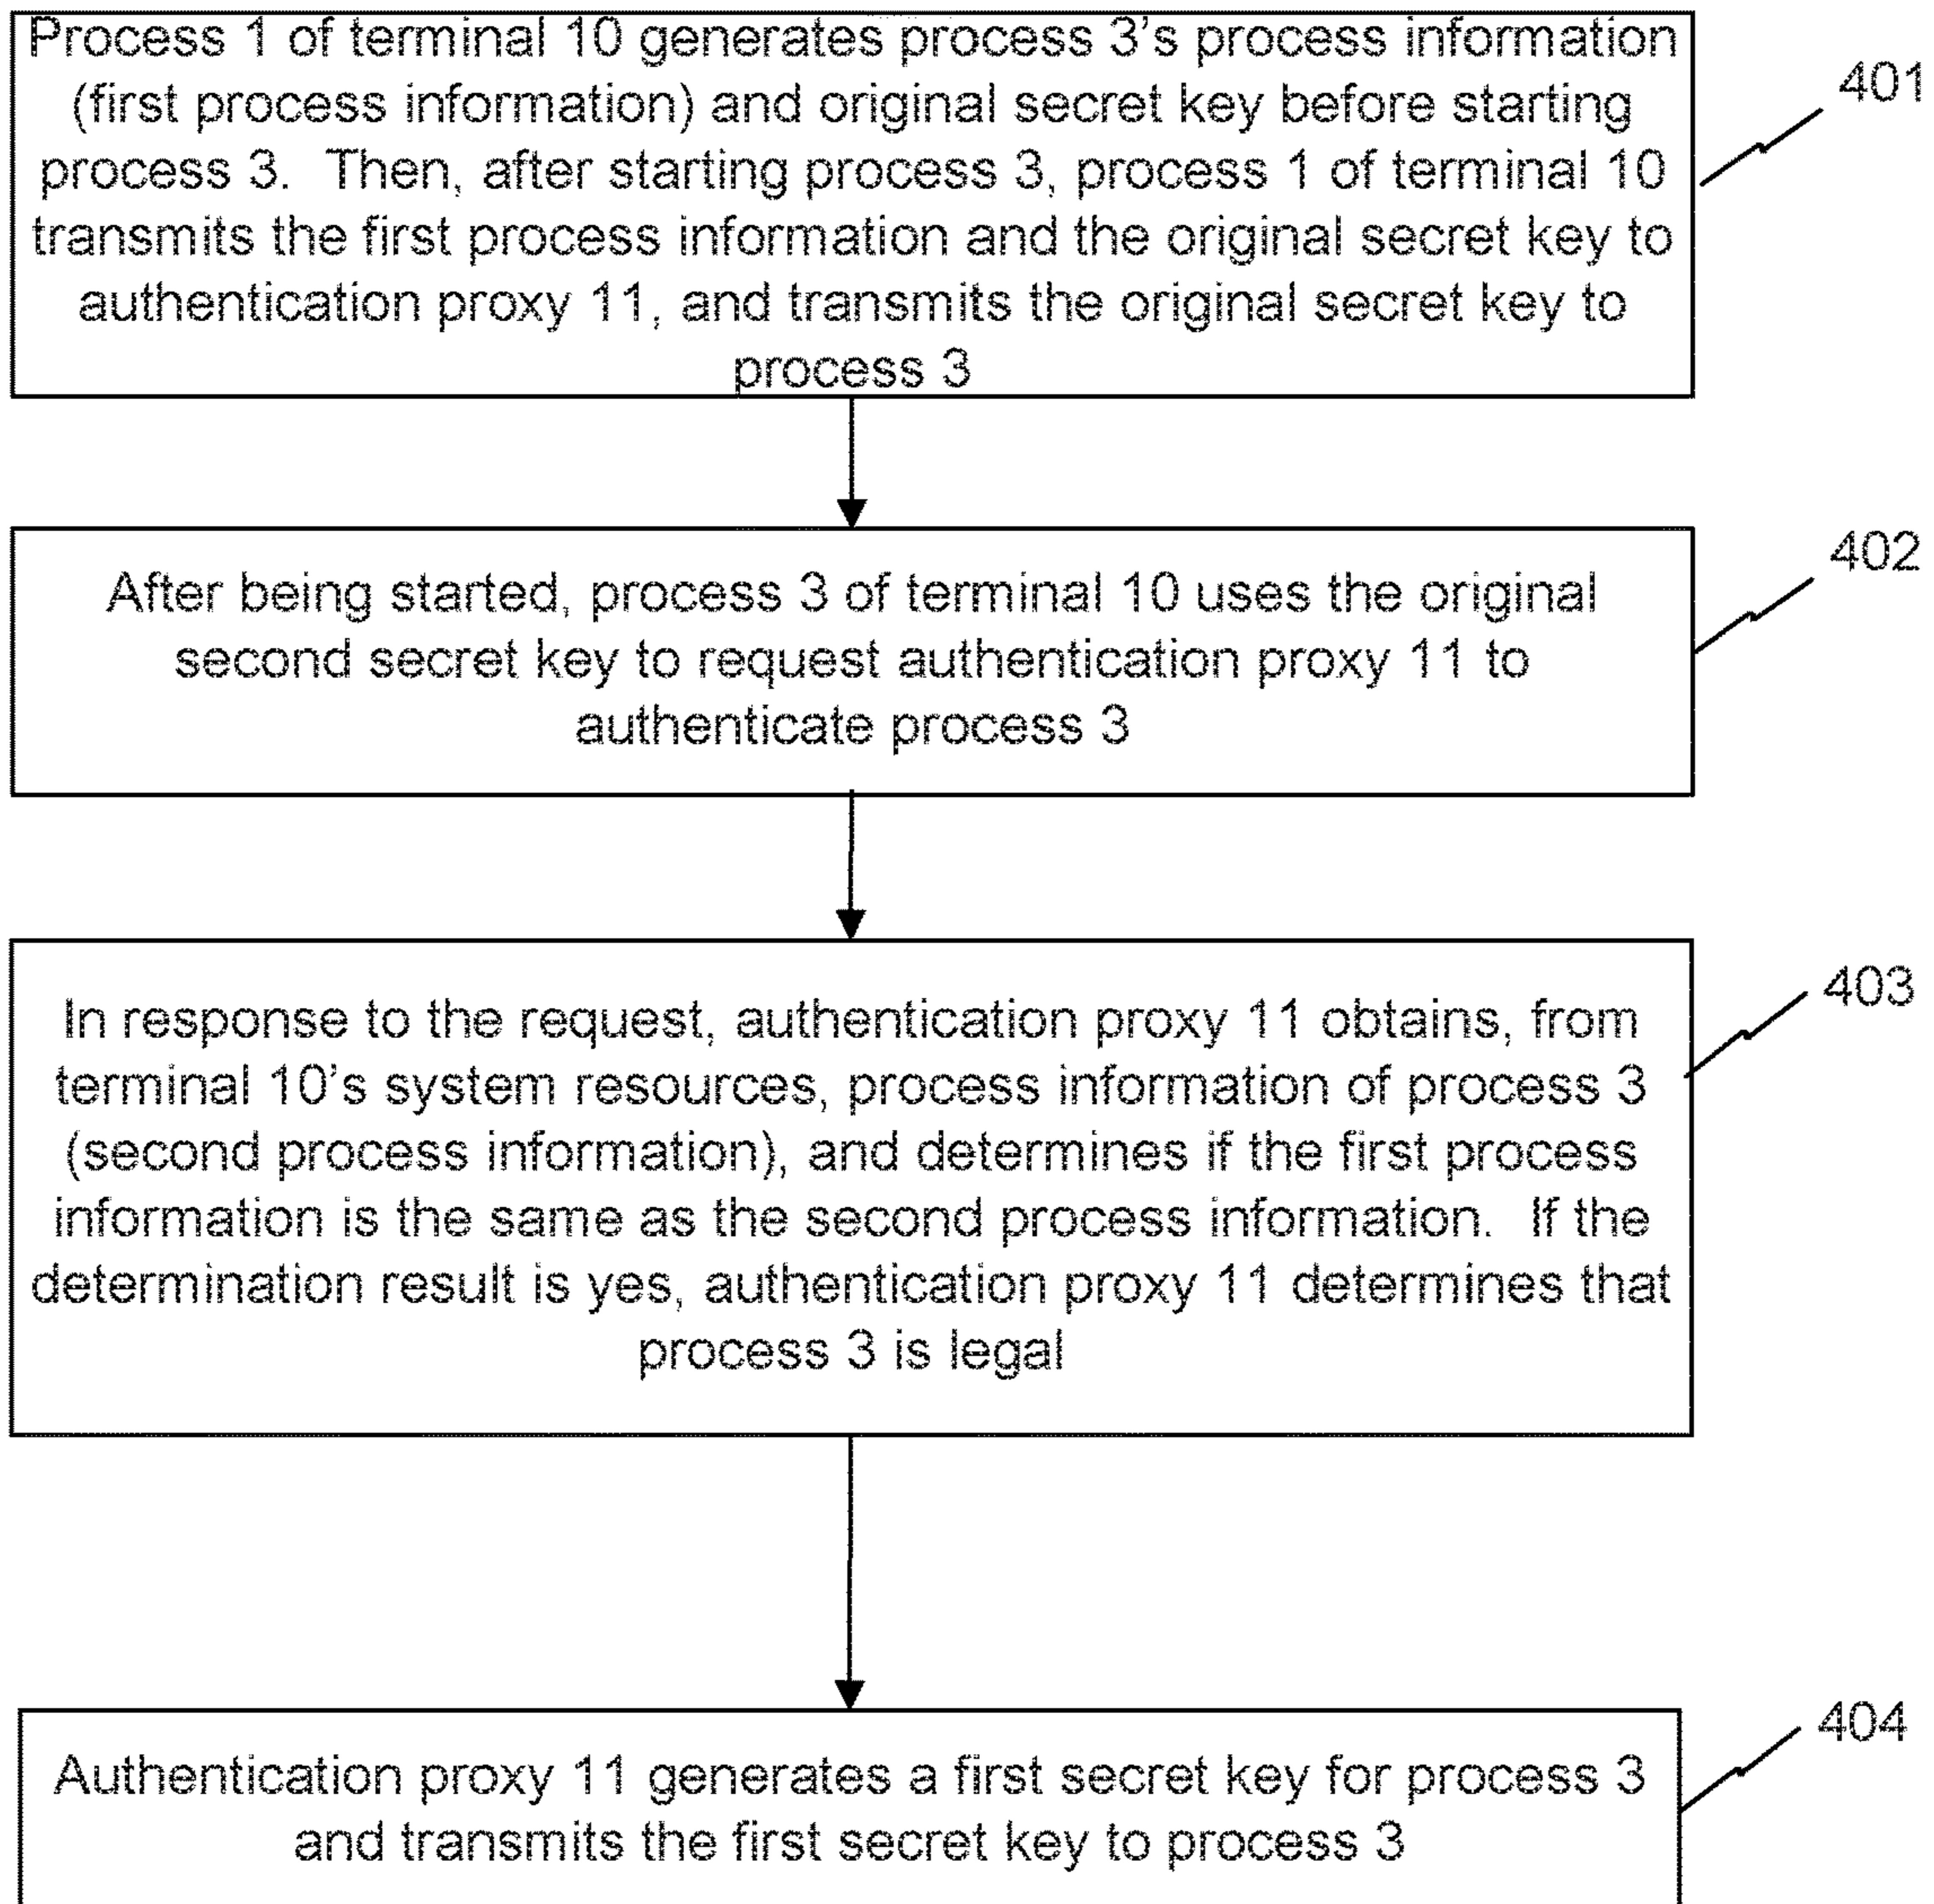 Process 1 of terminal 10 generates process 3's process information
(first process information) and original secret key before starting
process 3.  Then, after starting process 3, process 1 of terminal 10
transmits the first process information and the original secret key to
authentication proxy 11, and transmits the original secret key to
process 3
401
After being started, process 3 of terminal 10 uses the original
second secret key to request authentication proxy 11 to
authenticate process 3
402
In response to the request, authentication proxy 11 obtains, from
terminal 10's system resources, process information of process 3
(second process information), and determines if the first process
information is the same as the second process information.  If the
determination result is yes, authentication proxy 11 determines that
process 3 is legal
403
Authentication proxy 11 generates a first secret key for process 3
and transmits the first secret key to process 3
404